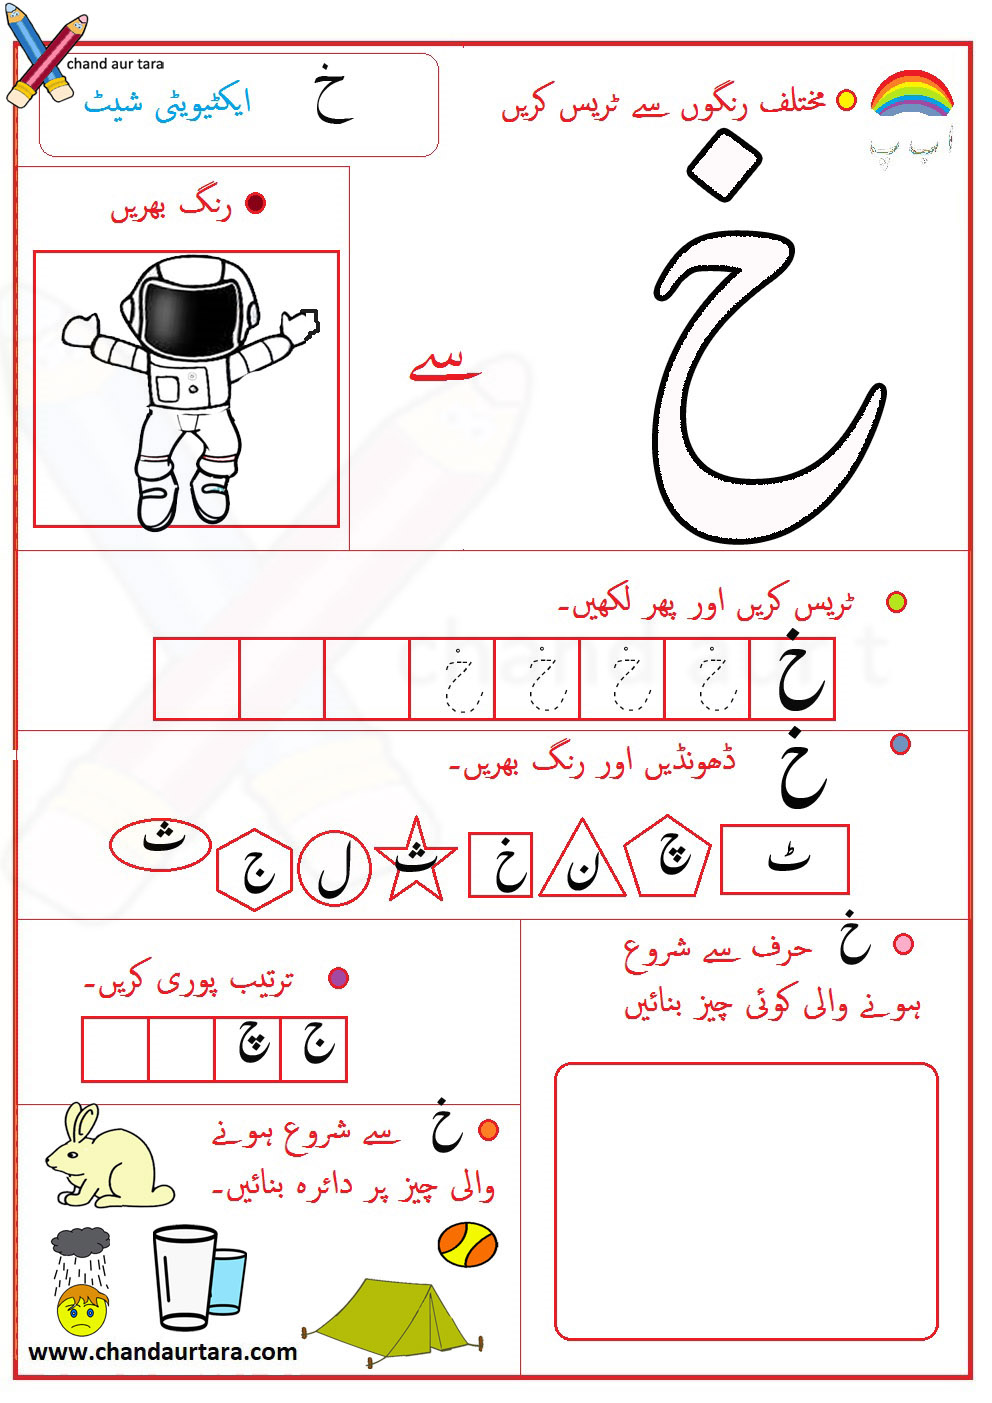 chand aur tara
خ ایکٹیویٹی شیٹ
مختلف رنگوں سے ٹریس کریں
ا پ پ
رنگ بھریں
خ
سے
ٹریس کریں اور پھر لکھیں۔
خ خ خ خ خ
خ ڈھونڈیں اور رنگ بھریں۔
ٹ چ ن خ ث ل ج ث
خ حرف سے شروع
ہونے والی کوئی چیز بنائیں
ترتیب پوری کریں۔
ج چ
خ سے شروع ہونے
والی چیز پر دائرہ بنائیں۔
www.chandaurtara.com
chand aur t